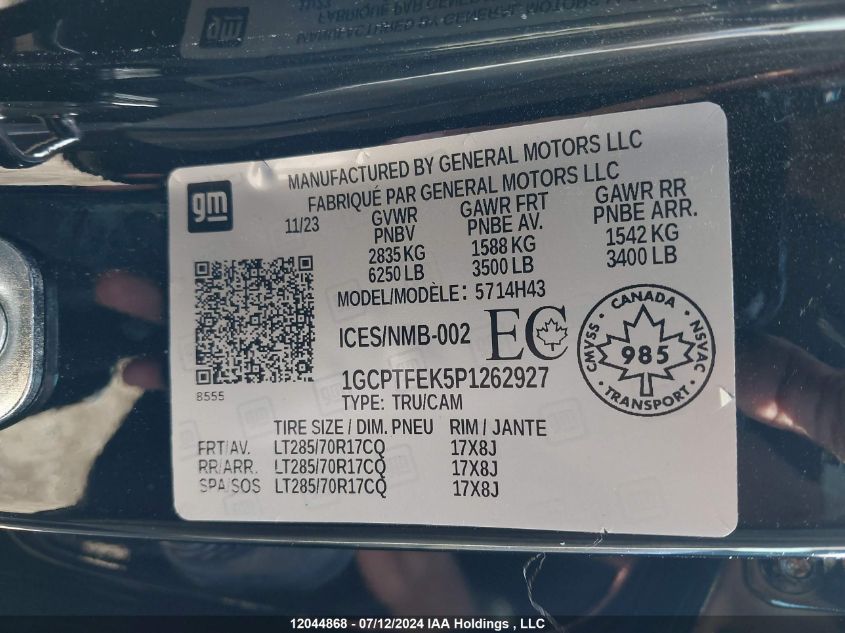 MANUFACTURED BY GENERAL MOTORS LLC
FABRIQUÉ PAR GENERAL MOTORS LLC
gm
11/23
GVWR
PNBV
2835 KG
6250 LB
GAWR FRT
PNBE AV.
1588 KG
3500 LB
GAWR RR
PNBE ARR.
1542 KG
3400 LB
MODEL/MODÈLE: 5714H43
ICES/NMB-002
EC
CANADA
CMVSS
985
NSVAC
TRANSPORT
8555
1GCPTFEK5P1262927
TYPE: TRU/CAM
TIRE SIZE / DIM. PNEU RIM / JANTE
FRT/AV. LT285/70R17CQ 17X8J
RR/ARR. LT285/70R17CQ 17X8J
SPA/SOS LT285/70R17CQ 17X8J
12044868 - 07/12/2024 IAA Holdings , LLC